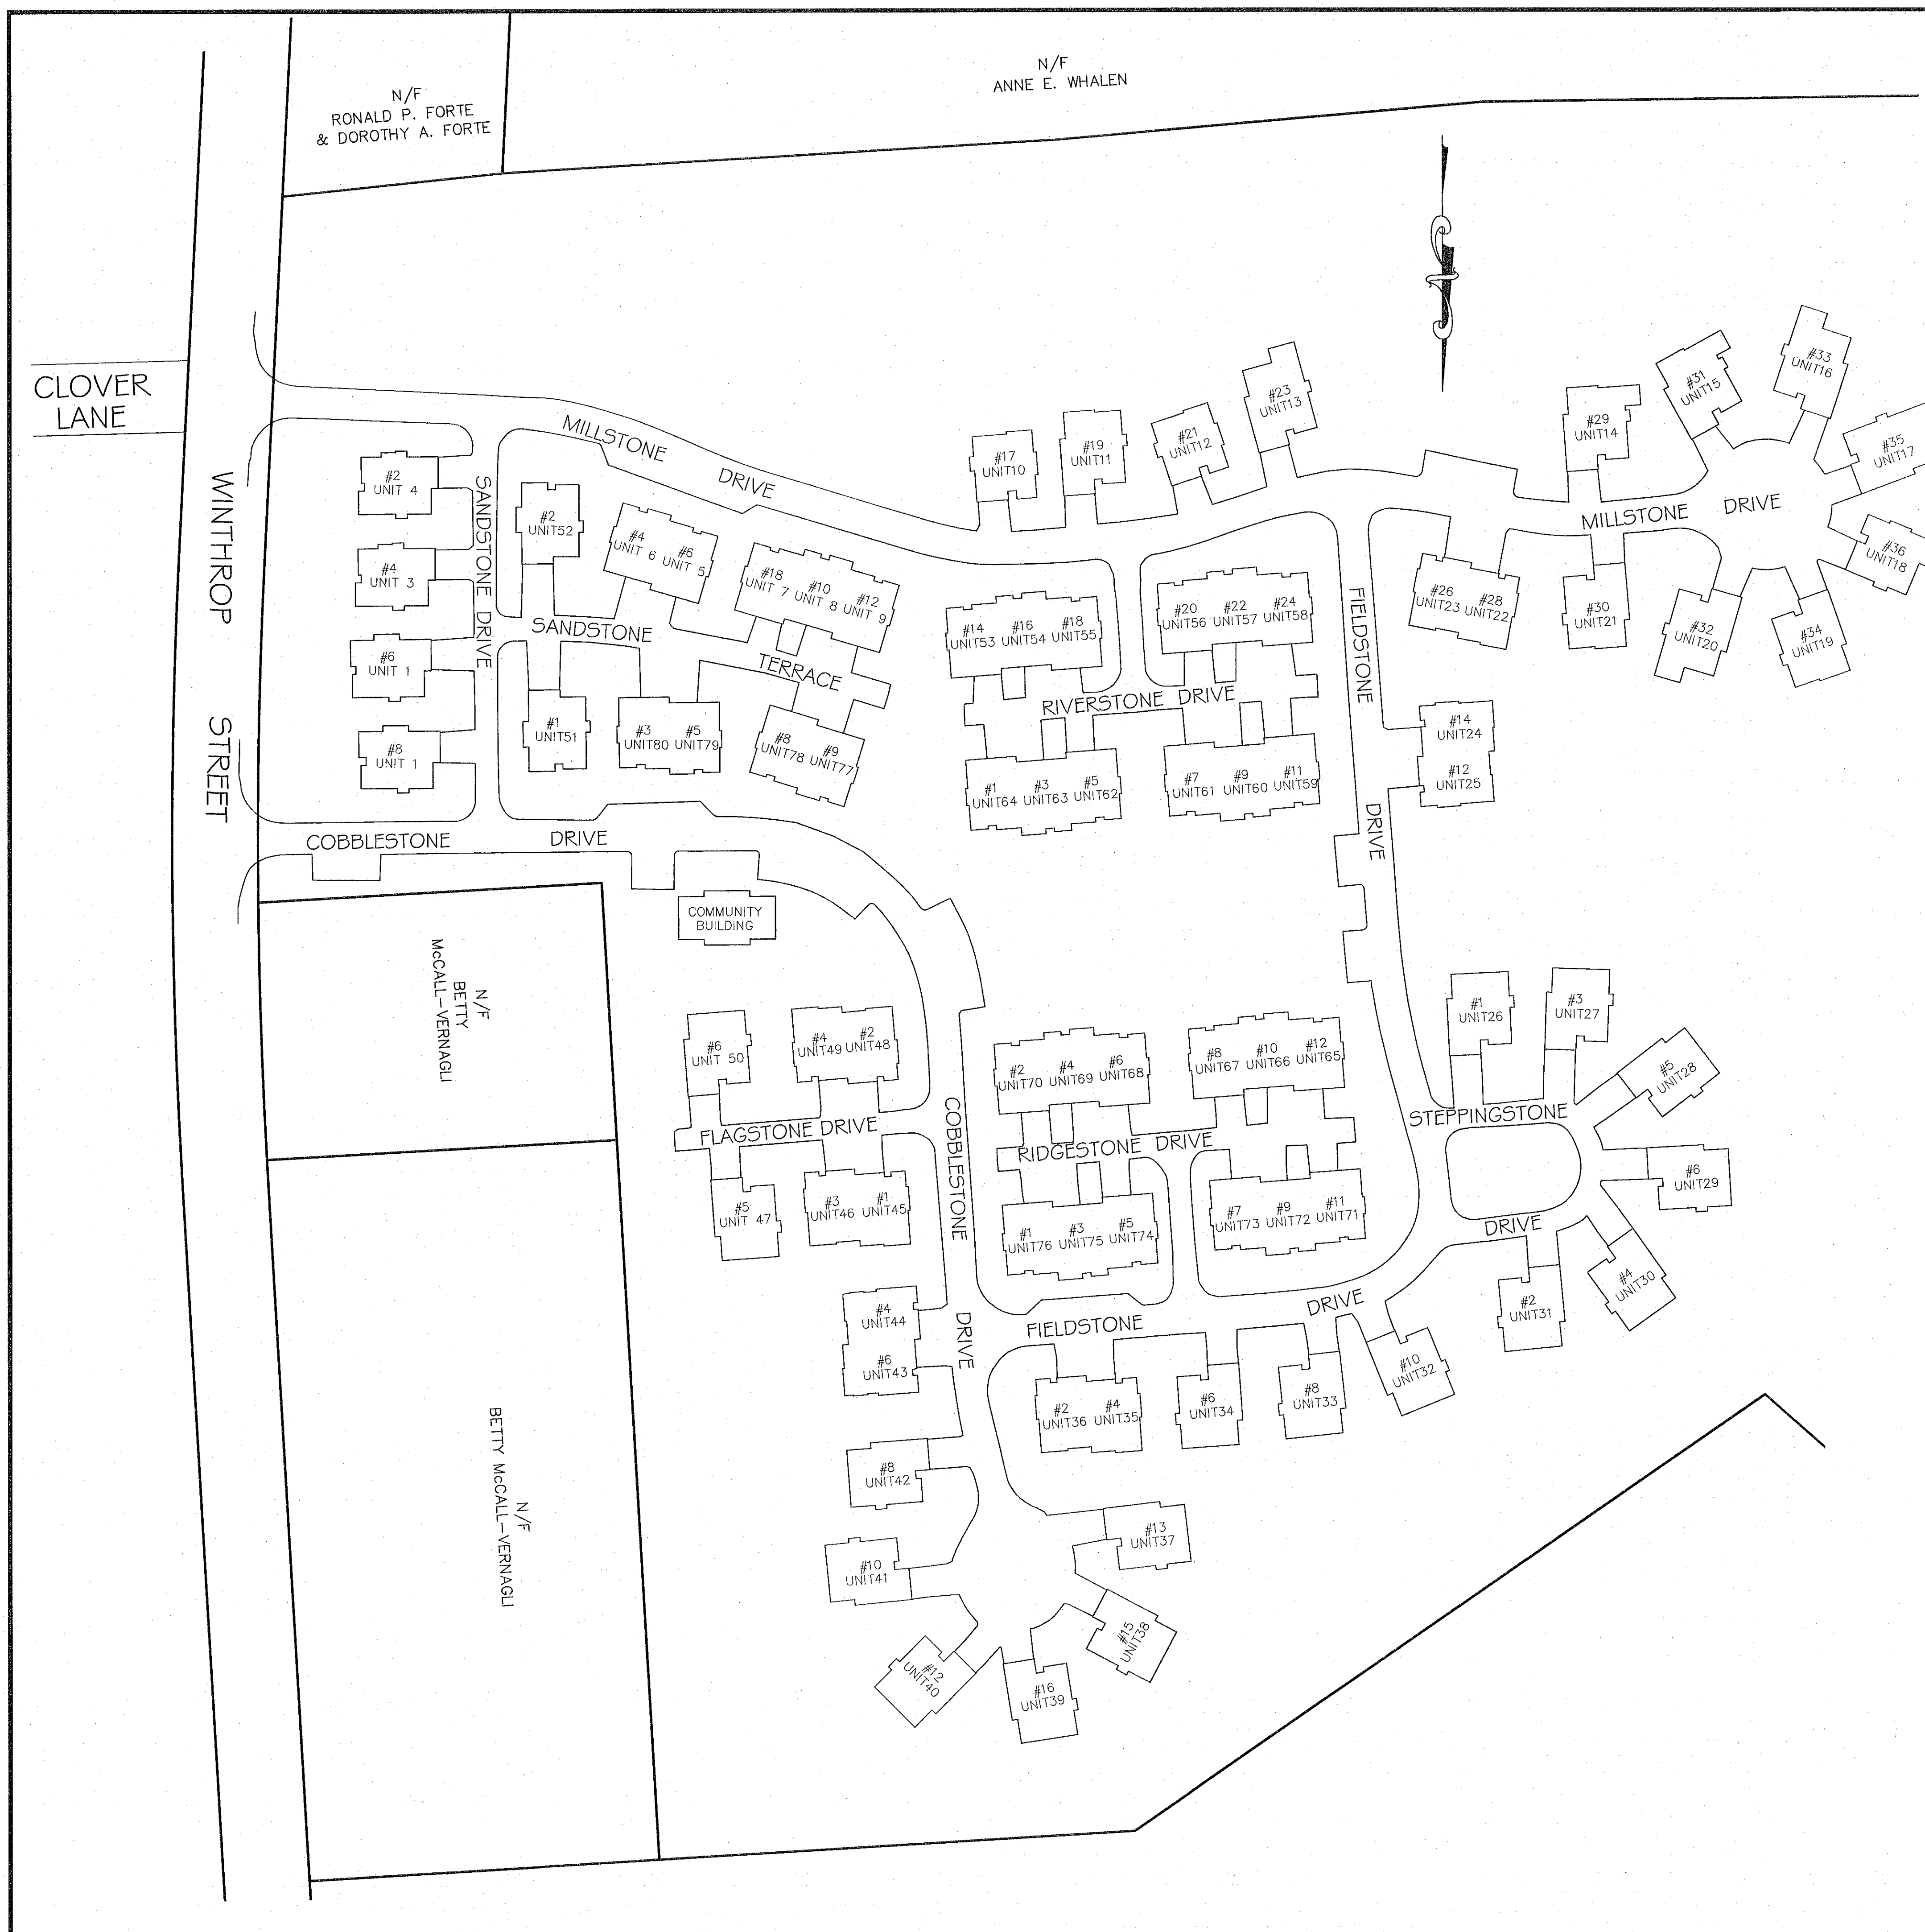 N/F
RONALD P. FORTE
& DOROTHY A. FORTE
N/F
ANNE E. WHALEN
CLOVER
LANE
WINTHROP STREET
MILLSTONE DRIVE
SANDSTONE DRIVE
#2
UNIT 4
#4
UNIT 3
#6
UNIT 1
#8
UNIT 1
#2
UNIT52
#4
UNIT 6
#6
UNIT 5
#18
UNIT 7
#10
UNIT 8
#12
UNIT 9
SANDSTONE TERRACE
#1
UNIT51
#3
UNIT80
#5
UNIT79
#8
UNIT78
#9
UNIT77
#17
UNIT10
#19
UNIT11
#21
UNIT12
#23
UNIT13
#29
UNIT14
#31
UNIT15
#33
UNIT16
#35
UNIT17
#36
UNIT18
#34
UNIT19
#32
UNIT20
#30
UNIT21
#28
UNIT22
#26
UNIT23
MILLSTONE DRIVE
#14
UNIT53
#16
UNIT54
#18
UNIT55
#20
UNIT56
#22
UNIT57
#24
UNIT58
RIVERSTONE DRIVE
#1
UNIT64
#3
UNIT63
#5
UNIT62
#7
UNIT61
#9
UNIT60
#11
UNIT59
FIELDSTONE DRIVE
#14
UNIT24
#12
UNIT25
COBBLESTONE DRIVE
COMMUNITY
BUILDING
N/F
BETTY
McCALL-VERNAGLI
N/F
BETTY McCALL-VERNAGLI
#6
UNIT 50
#4
UNIT49
#2
UNIT48
FLAGSTONE DRIVE
#5
UNIT 47
#3
UNIT46
#1
UNIT45
COBBLESTONE DRIVE
#2
UNIT70
#4
UNIT69
#6
UNIT68
#8
UNIT67
#10
UNIT66
#12
UNIT65
RIDGESTONE DRIVE
#1
UNIT76
#3
UNIT75
#5
UNIT74
#7
UNIT73
#9
UNIT72
#11
UNIT71
#1
UNIT26
#3
UNIT27
#5
UNIT28
STEPPINGSTONE
DRIVE
#6
UNIT29
#4
UNIT30
#2
UNIT31
#4
UNIT44
#6
UNIT43
FIELDSTONE DRIVE
#2
UNIT36
#4
UNIT35
#6
UNIT34
#8
UNIT33
#10
UNIT32
#8
UNIT42
#10
UNIT41
#12
UNIT40
#16
UNIT39
#15
UNIT38
#13
UNIT37